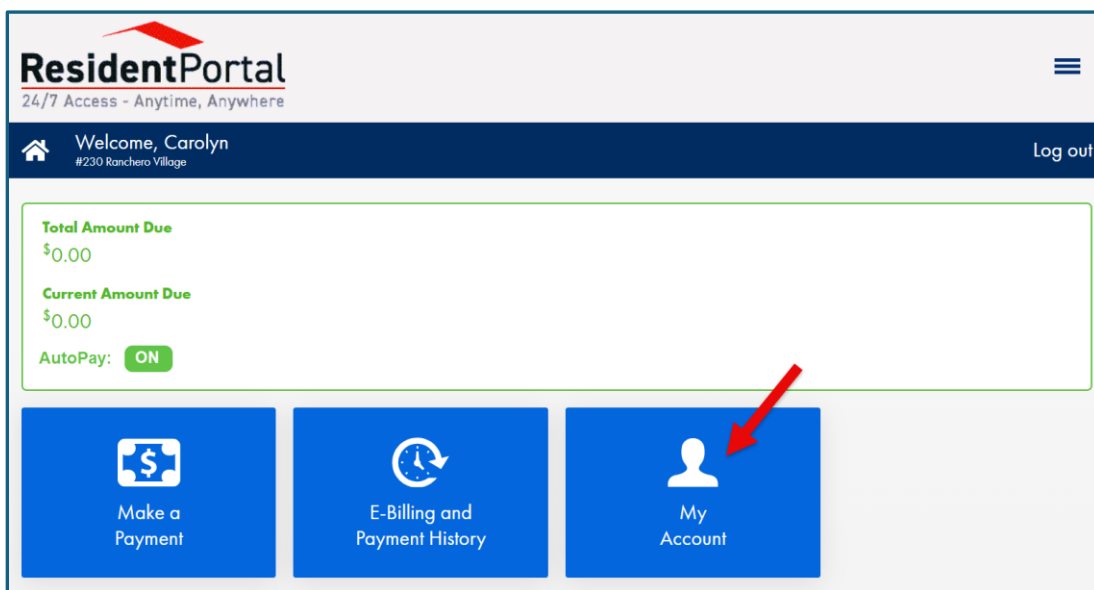 ResidentPortal
24/7 Access - Anytime, Anywhere
Welcome, Carolyn
#230 Ranchero Village
Log out
Total Amount Due
$0.00
Current Amount Due
$0.00
AutoPay: ON
$
Make a
Payment
E-Billing and
Payment History
My
Account